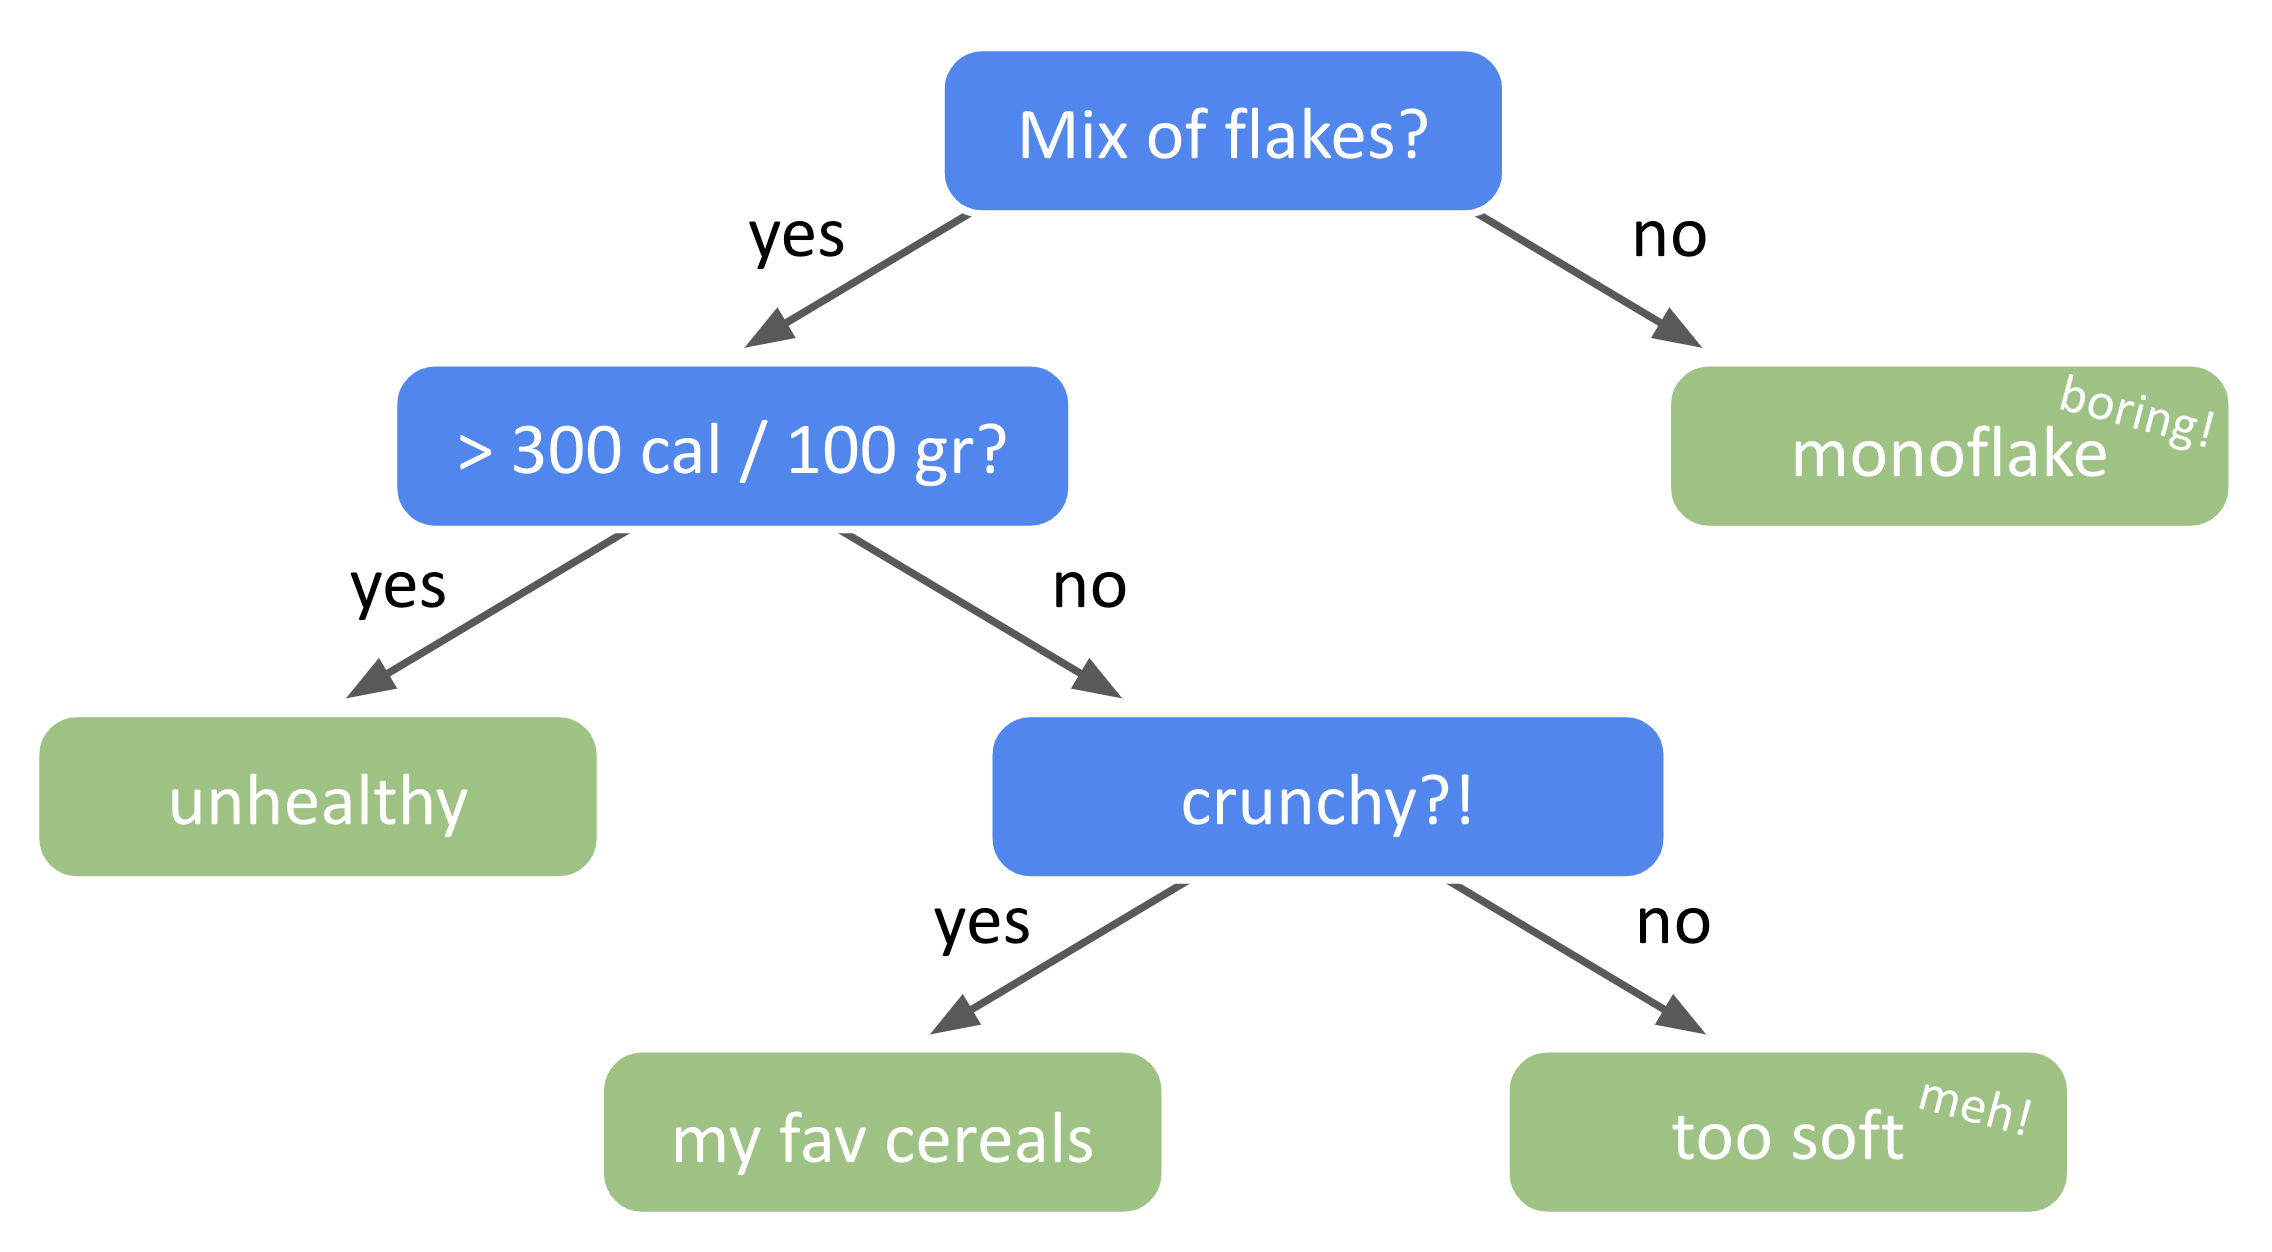 Mix of flakes?
yes
no
> 300 cal / 100 gr?
boring!
monoflake
yes
no
unhealthy
crunchy?!
yes
no
my fav cereals
too soft
meh!